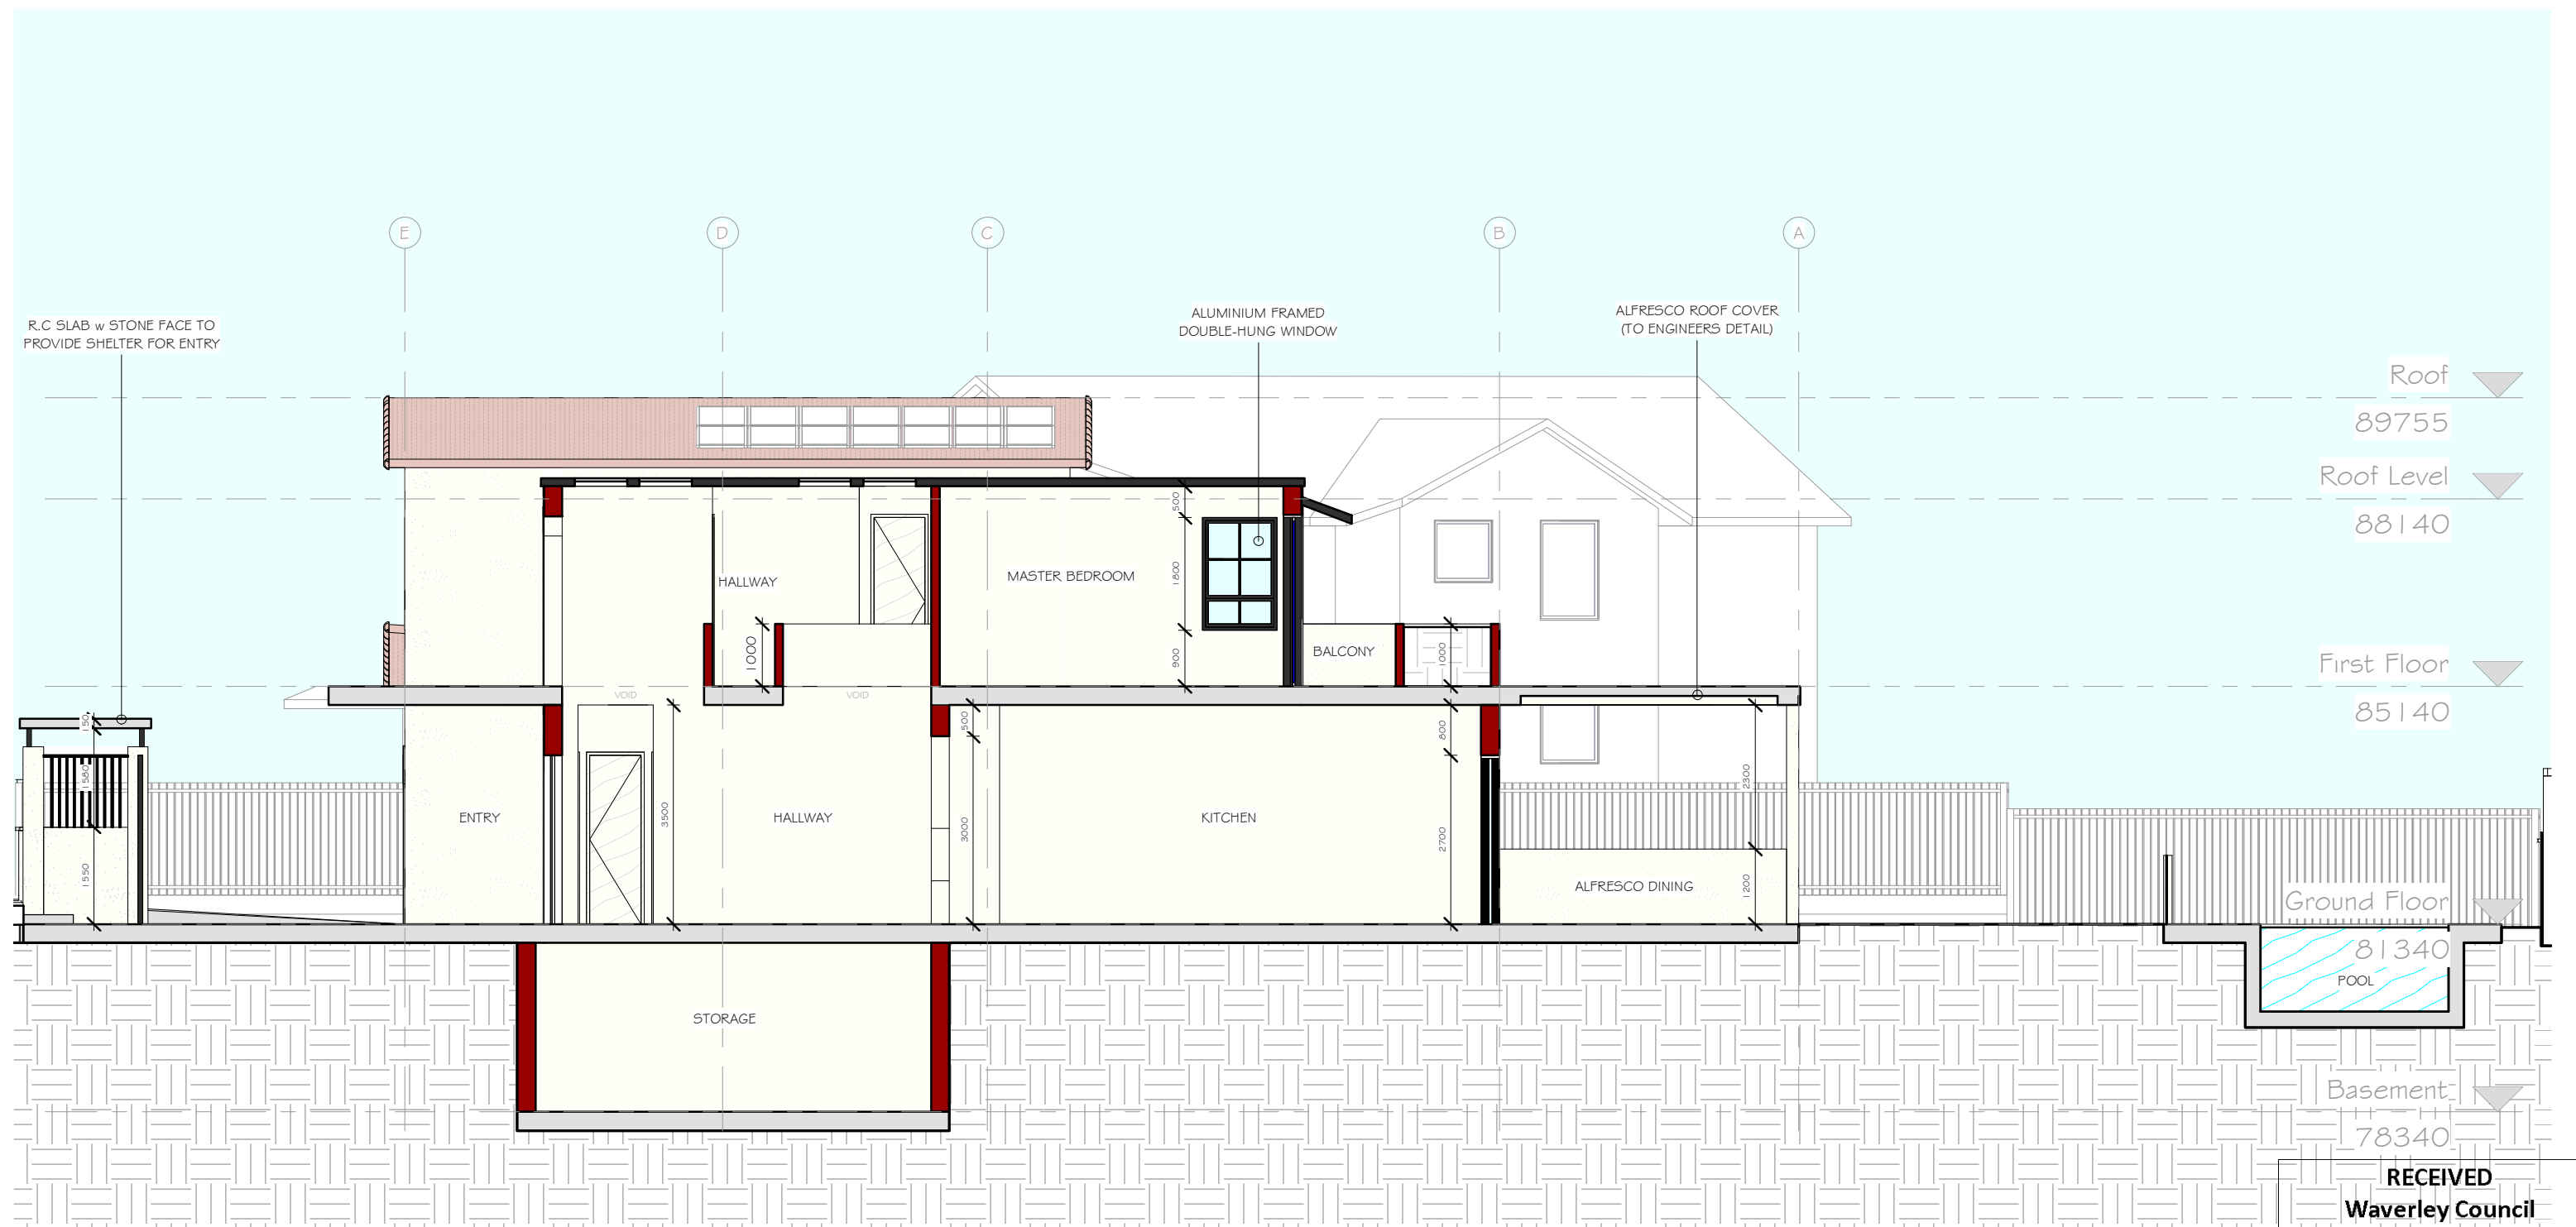 E
D
C
B
A
R.C SLAB w STONE FACE TO
PROVIDE SHELTER FOR ENTRY
ALUMINIUM FRAMED
DOUBLE-HUNG WINDOW
ALFRESCO ROOF COVER
(TO ENGINEERS DETAIL)
Roof
89755
Roof Level
88140
500
HALLWAY
MASTER BEDROOM
1800
1000
900
BALCONY
1000
First Floor
85140
VOID
VOID
150
500
800
1580
2300
ENTRY
3500
HALLWAY
3000
KITCHEN
2700
1550
ALFRESCO DINING
1200
Ground Floor
81340
POOL
STORAGE
Basement
78340
RECEIVED
Waverley Council